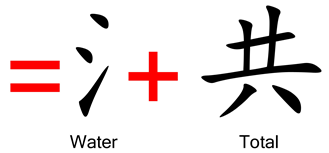 =氵+共
Water Total